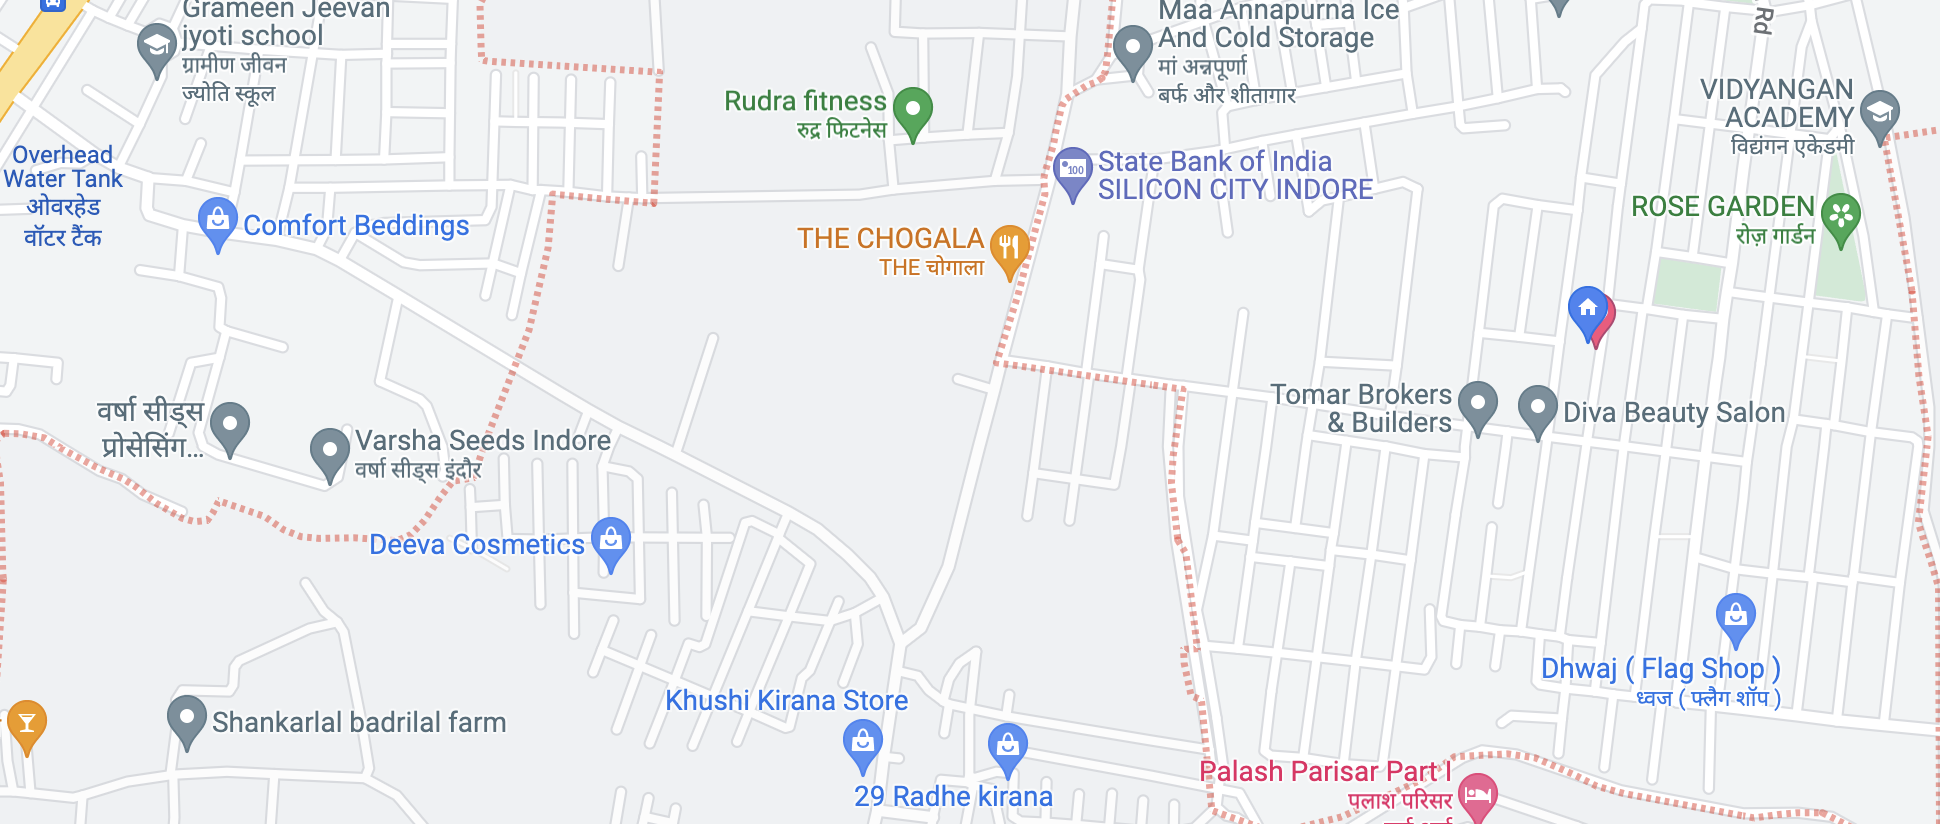 Grameen Jeevan
jyoti school
ग्रामीण जीवन
ज्योति स्कूल
Maa Annapurna Ice
And Cold Storage
मां अन्नपूर्णा
बर्फ और शीतागार
Rd
Rudra fitness
रुद्र फिटनेस
VIDYANGAN
ACADEMY
विद्यंगन एकेडमी
Overhead
Water Tank
ओवरहेड
वॉटर टैंक
State Bank of India
SILICON CITY INDORE
100
Comfort Beddings
THE CHOGALA
THE चोगाला
ROSE GARDEN
रोज़ गार्डन
वर्षा सीड्स
प्रोसेसिंग...
Varsha Seeds Indore
वर्षा सीड्स इंदौर
Tomar Brokers
& Builders
Diva Beauty Salon
Deeva Cosmetics
Dhwaj ( Flag Shop )
ध्वज ( फ्लैग शॉप )
Khushi Kirana Store
Shankarlal badrilal farm
29 Radhe kirana
Palash Parisar Part I
पलाश परिसर